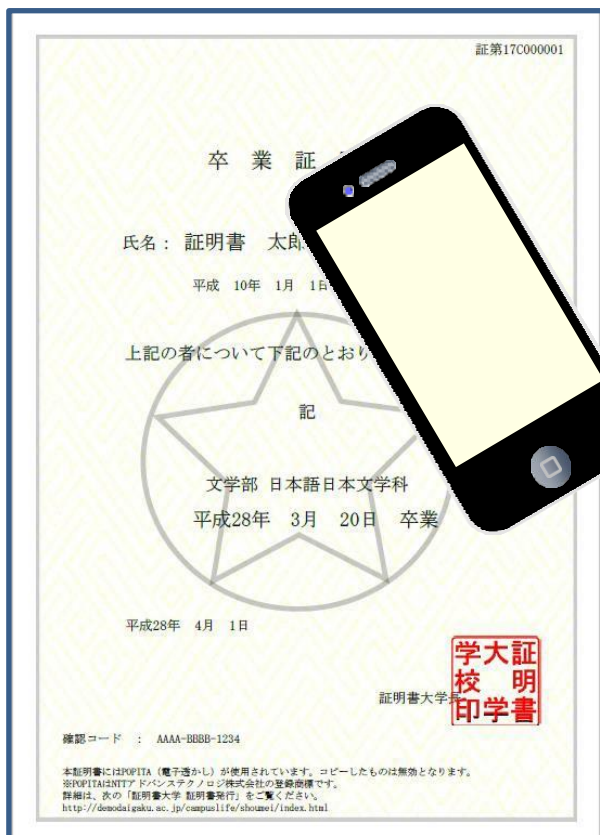 証第17C000001
卒 業 証
氏名： 証明書 太郎
平成 10年 1月 1日
上記の者について下記のとおり
記
文学部 日本語日本文学科
平成28年 3月 20日 卒業
平成28年 4月 1日
証明書大学長
証明書
大学
学校印
確認コード ： AAAA-BBBB-1234
本証明書にはPOPITA（電子透かし）が使用されています。コピーしたものは無効となります。
※POPITAはNTTアドバンステクノロジ株式会社の登録商標です。
詳細は、次の「証明書大学 証明書発行」をご覧ください。
http://demodaigaku.ac.jp/campuslife/shoumei/index.html